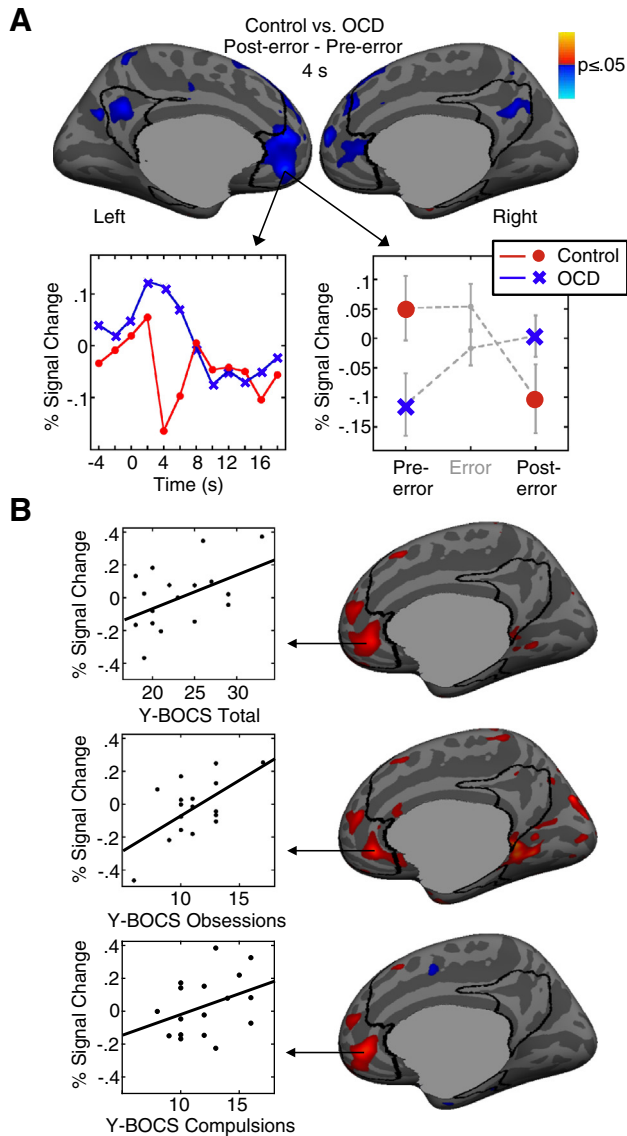 A
Control vs. OCD
Post-error - Pre-error
4 s
p≤.05
Left
Right
Control
OCD
% Signal Change
.1
0
-.1
-4
0
4
8
12
16
Time (s)
% Signal Change
.1
0.05
0
-0.05
-.1
-.15
Pre-error
Error
Post-error
B
% Signal Change
.4
.2
0
-.2
-.4
20
25
30
Y-BOCS Total
% Signal Change
.4
.2
0
-.2
-.4
10
15
Y-BOCS Obsessions
% Signal Change
.4
.2
0
-.2
-.4
10
15
Y-BOCS Compulsions